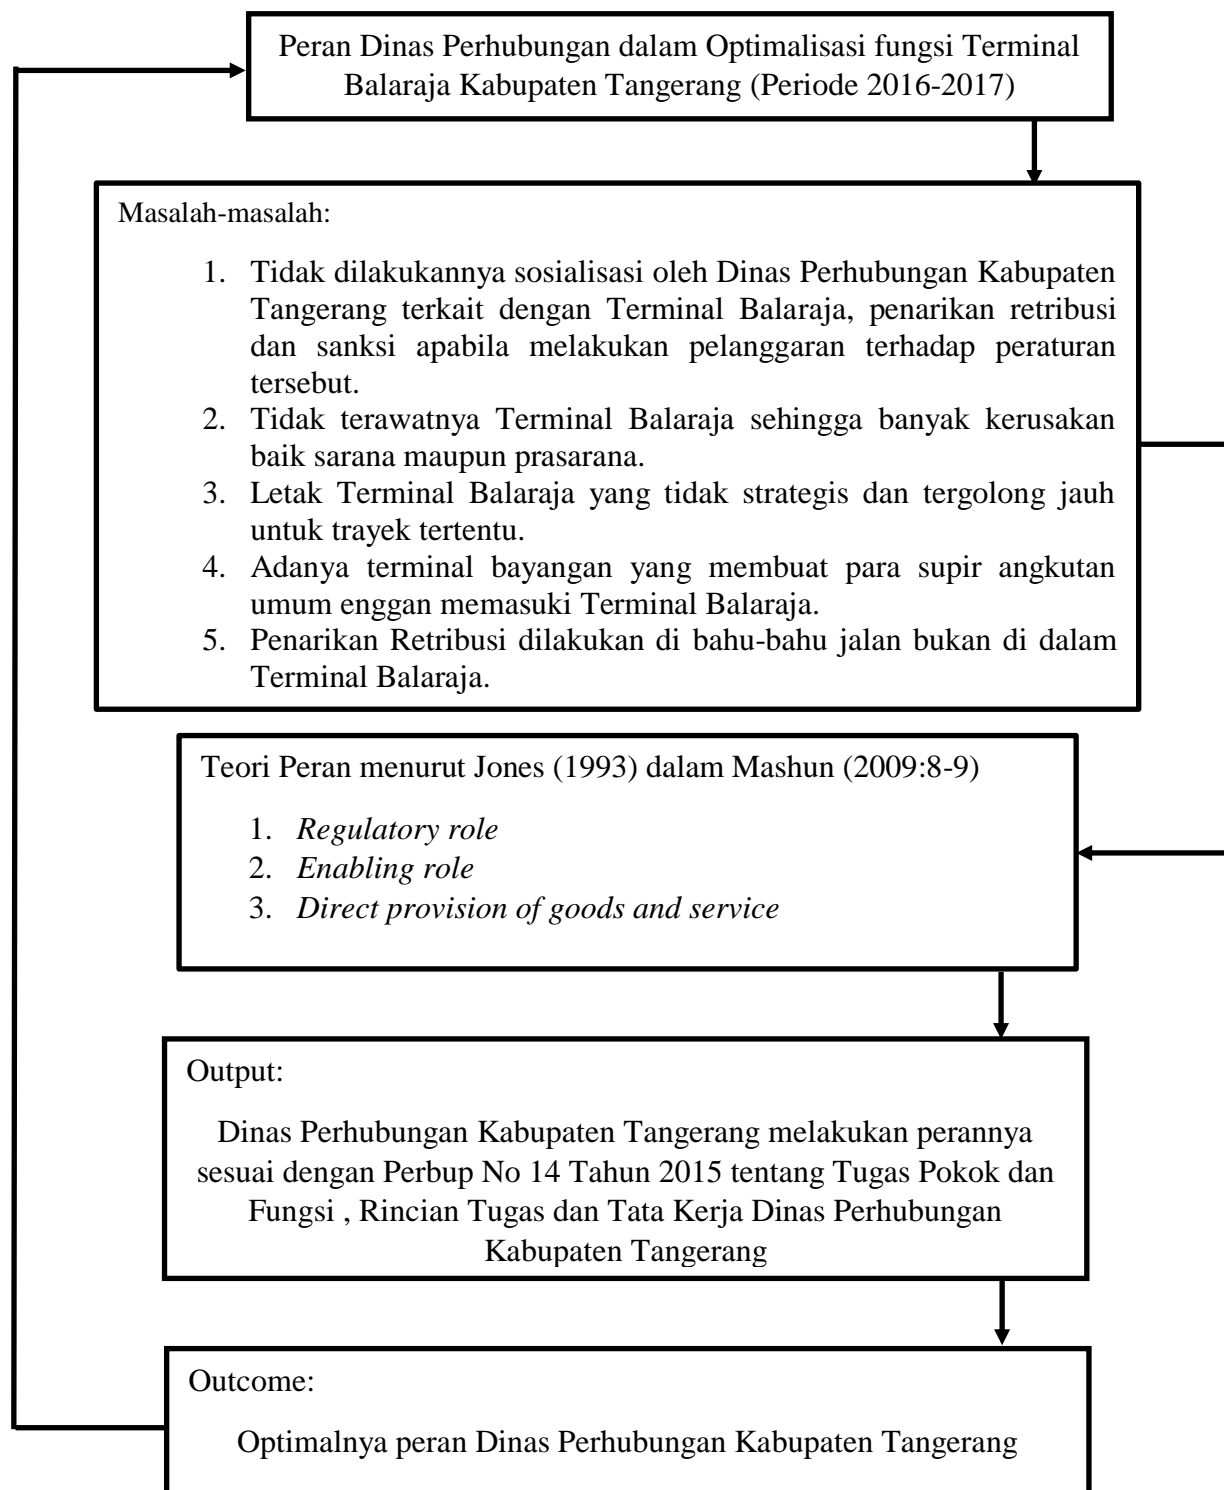 Peran Dinas Perhubungan dalam Optimalisasi fungsi Terminal
Balaraja Kabupaten Tangerang (Periode 2016-2017)
Masalah-masalah:
1. Tidak dilakukannya sosialisasi oleh Dinas Perhubungan Kabupaten
Tangerang terkait dengan Terminal Balaraja, penarikan retribusi
dan sanksi apabila melakukan pelanggaran terhadap peraturan
tersebut.
2. Tidak terawatnya Terminal Balaraja sehingga banyak kerusakan
baik sarana maupun prasarana.
3. Letak Terminal Balaraja yang tidak strategis dan tergolong jauh
untuk trayek tertentu.
4. Adanya terminal bayangan yang membuat para supir angkutan
umum enggan memasuki Terminal Balaraja.
5. Penarikan Retribusi dilakukan di bahu-bahu jalan bukan di dalam
Terminal Balaraja.
Teori Peran menurut Jones (1993) dalam Mashun (2009:8-9)
1. Regulatory role
2. Enabling role
3. Direct provision of goods and service
Output:
Dinas Perhubungan Kabupaten Tangerang melakukan perannya
sesuai dengan Perbup No 14 Tahun 2015 tentang Tugas Pokok dan
Fungsi , Rincian Tugas dan Tata Kerja Dinas Perhubungan
Kabupaten Tangerang
Outcome:
Optimalnya peran Dinas Perhubungan Kabupaten Tangerang